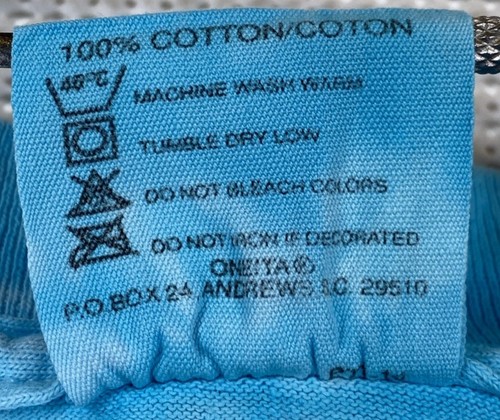 100% COTTON/COTON
40°C MACHINE WASH WARM
TUMBLE DRY LOW
DO NOT BLEACH COLORS
DO NOT IRON IF DECORATED
ONEITA®
P.O. BOX 24, ANDREWS S.C. 29510